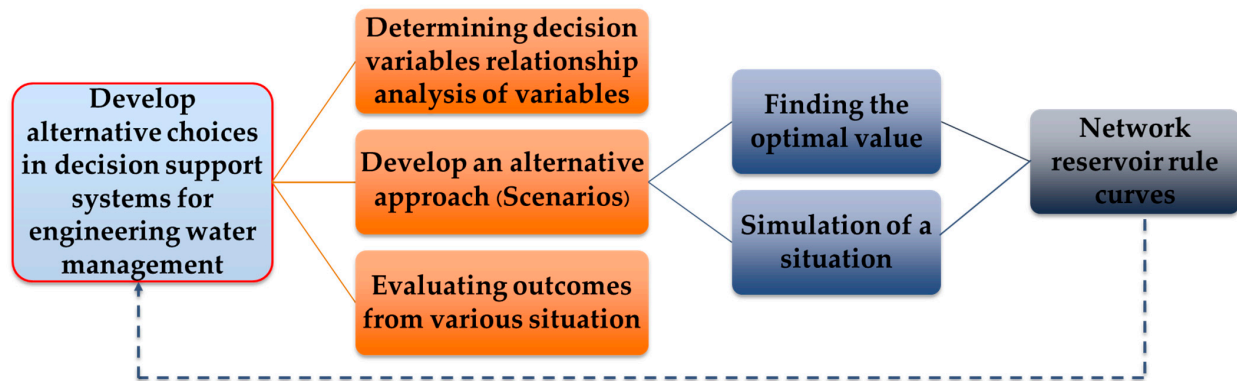 Develop
alternative choices
in decision support
systems for
engineering water
management
Determining decision
variables relationship
analysis of variables
Develop an alternative
approach (Scenarios)
Evaluating outcomes
from various situation
Finding the
optimal value
Simulation of a
situation
Network
reservoir rule
curves